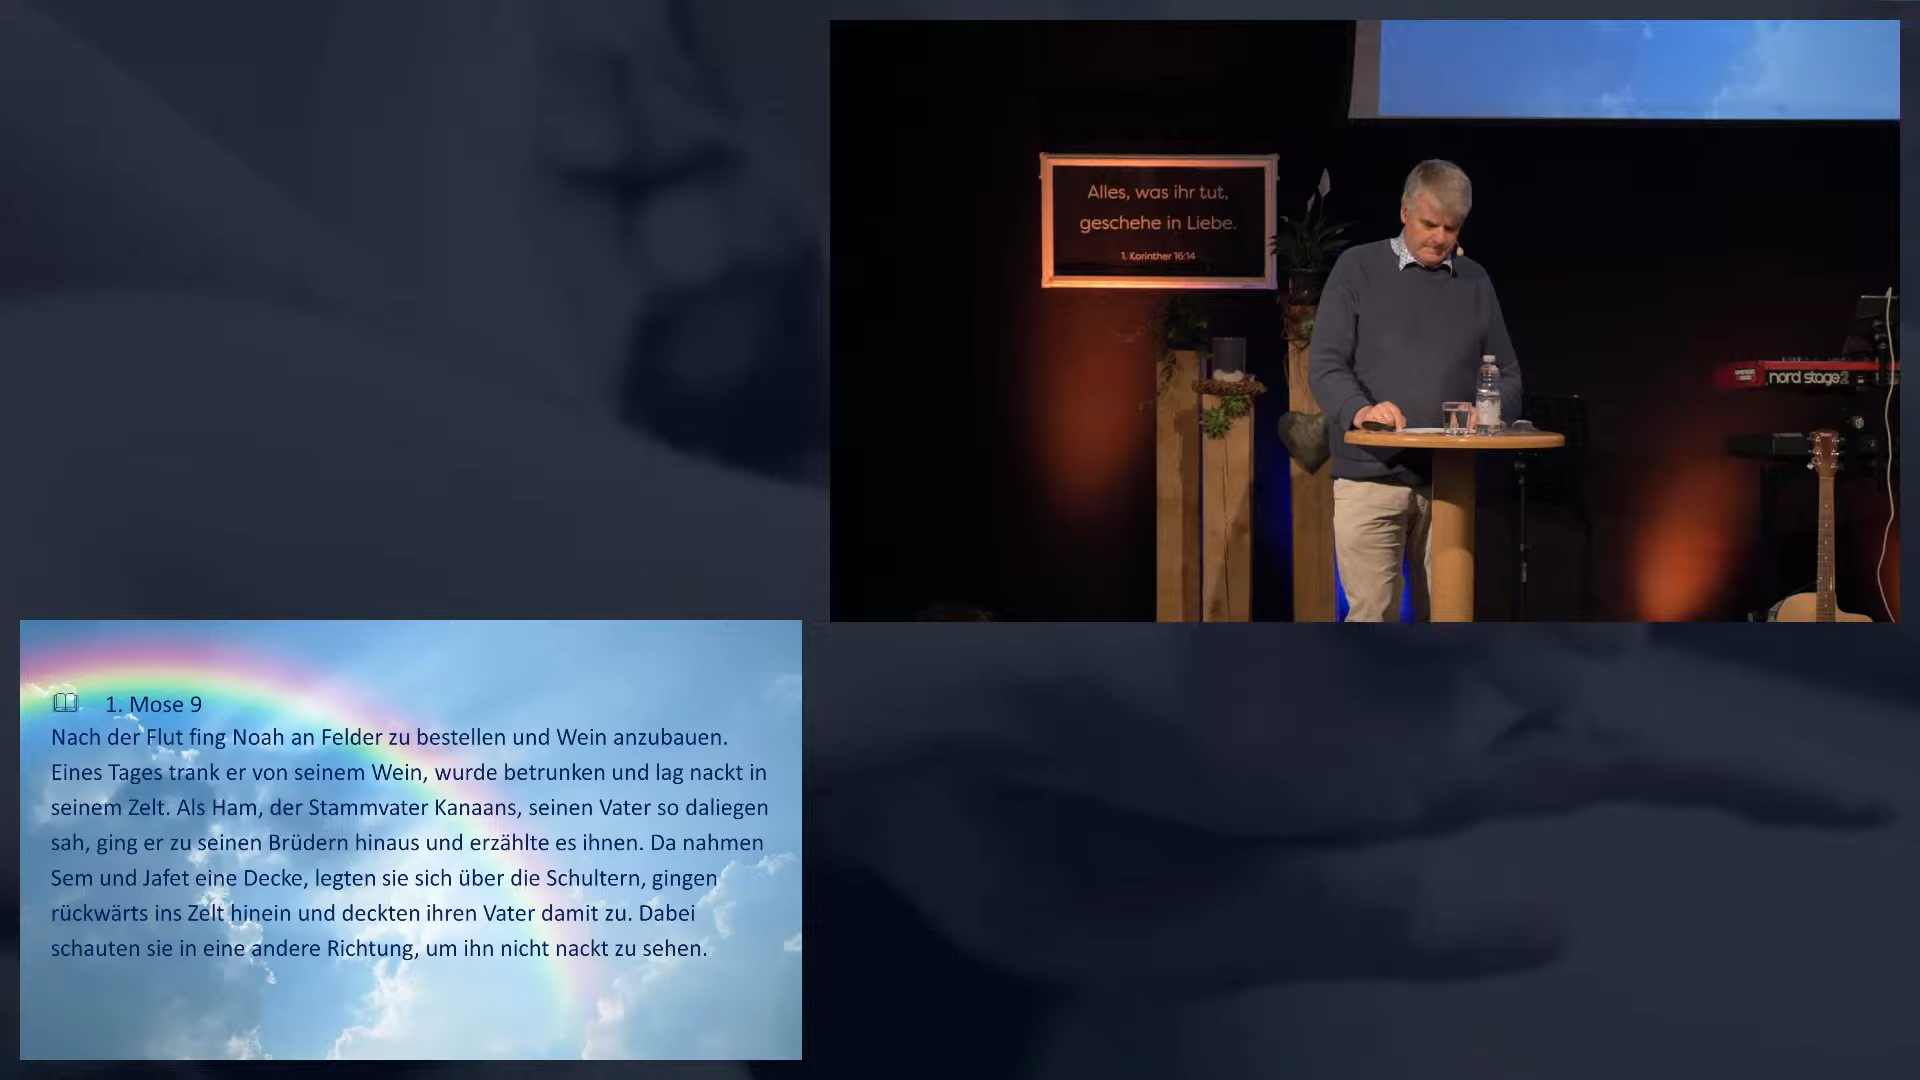 Alles, was ihr tut,
geschehe in Liebe.
1. Korinther 16:14
nord stage 2
1. Mose 9
Nach der Flut fing Noah an Felder zu bestellen und Wein anzubauen.
Eines Tages trank er von seinem Wein, wurde betrunken und lag nackt in
seinem Zelt. Als Ham, der Stammvater Kanaans, seinen Vater so daliegen
sah, ging er zu seinen Brüdern hinaus und erzählte es ihnen. Da nahmen
Sem und Jafet eine Decke, legten sie sich über die Schultern, gingen
rückwärts ins Zelt hinein und deckten ihren Vater damit zu. Dabei
schauten sie in eine andere Richtung, um ihn nicht nackt zu sehen.